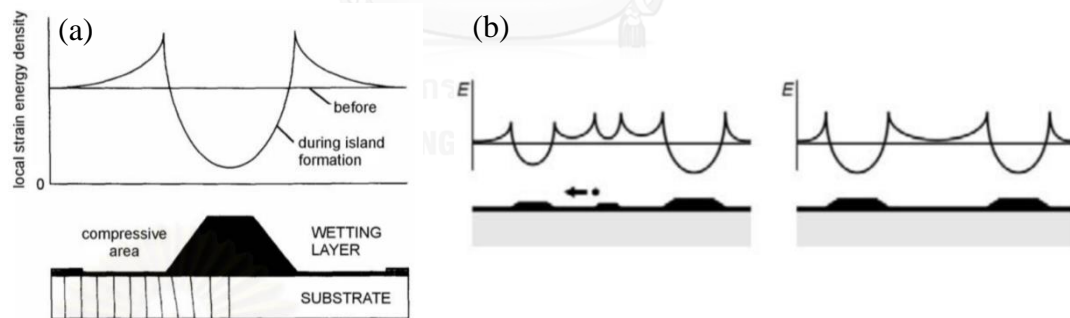 (a)
(b)
local strain energy density
before
during island
formation
0
compressive
area
WETTING
LAYER
SUBSTRATE
E
E